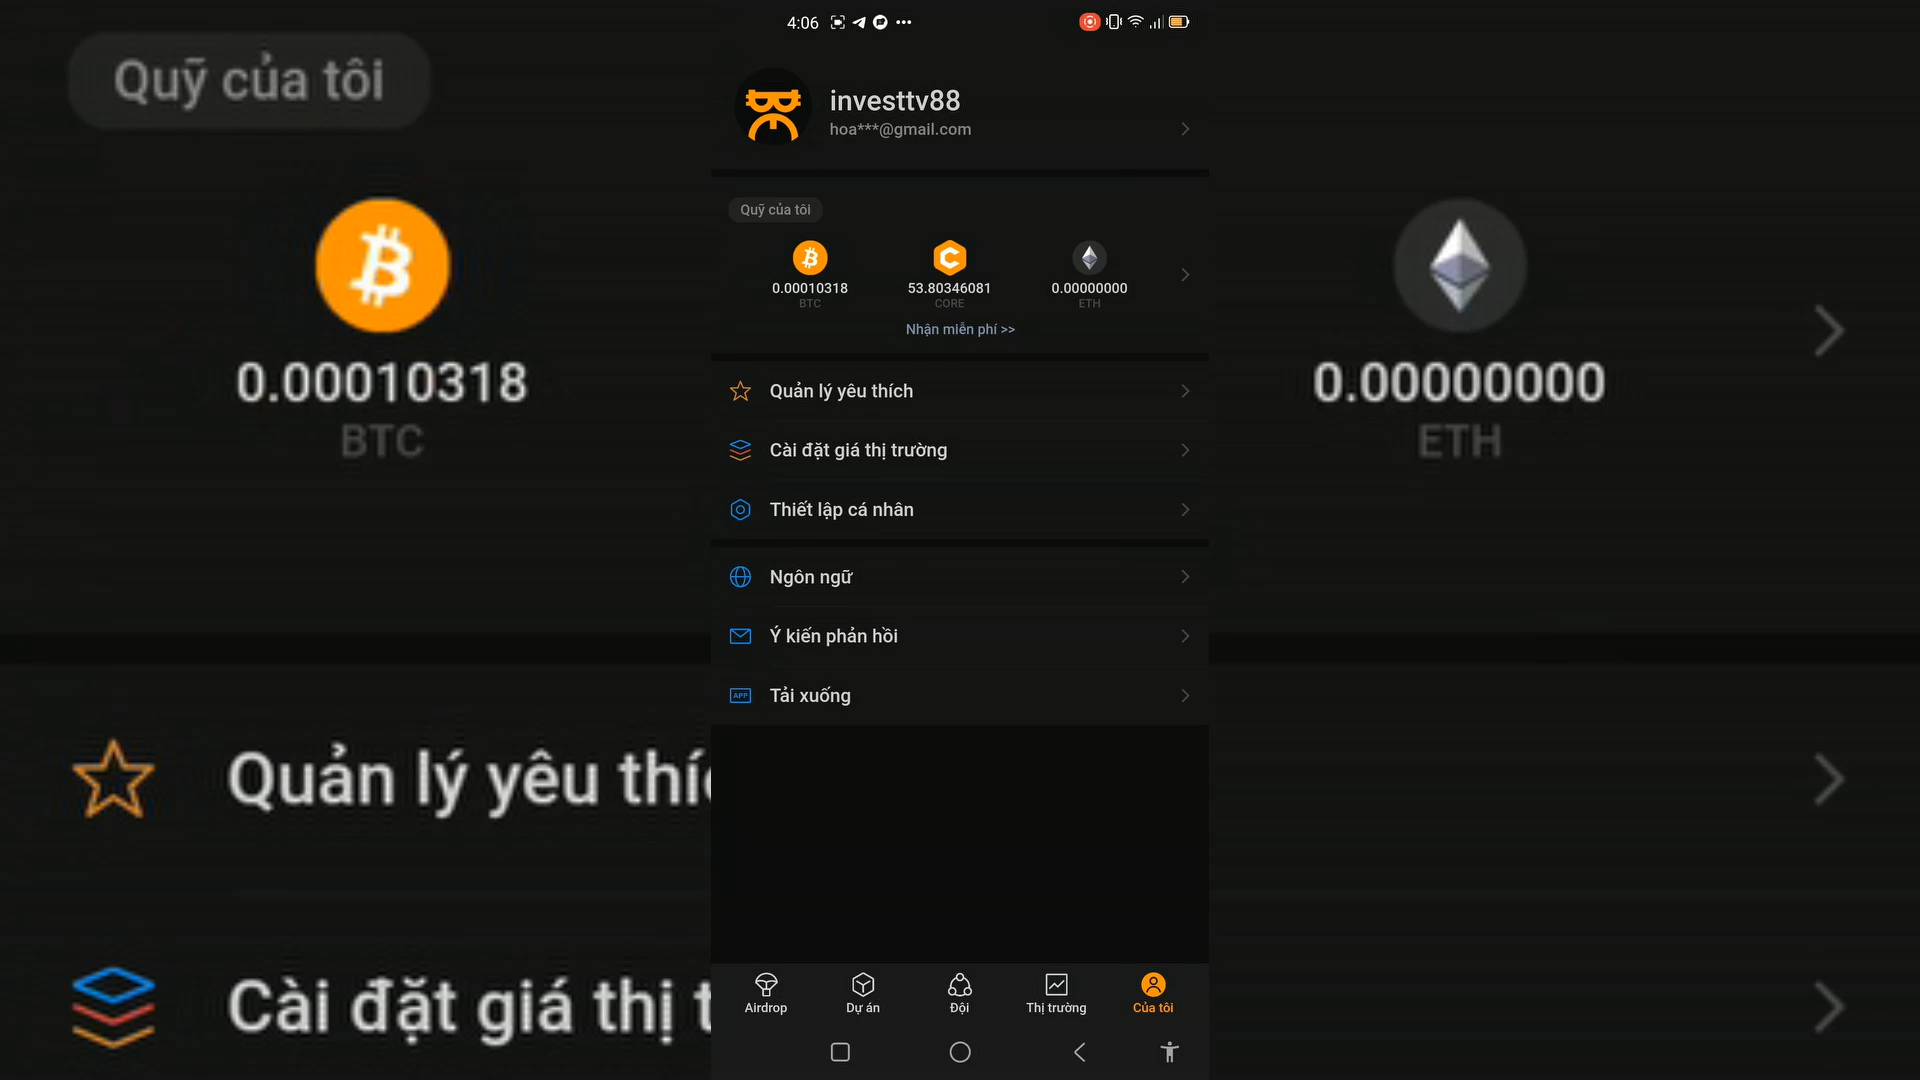 4:06
investtv88
hoa***@gmail.com
Quỹ của tôi
0.00010318
BTC
53.80346081
CORE
0.00000000
ETH
Nhận miễn phí >>
Quản lý yêu thích
Cài đặt giá thị trường
Thiết lập cá nhân
Ngôn ngữ
Ý kiến phản hồi
APP
Tải xuống
Airdrop
Dự án
Đội
Thị trường
Của tôi
Quỹ của tôi
0.00010318
BTC
0.00000000
ETH
Quản lý yêu thí
Cài đặt giá thị t